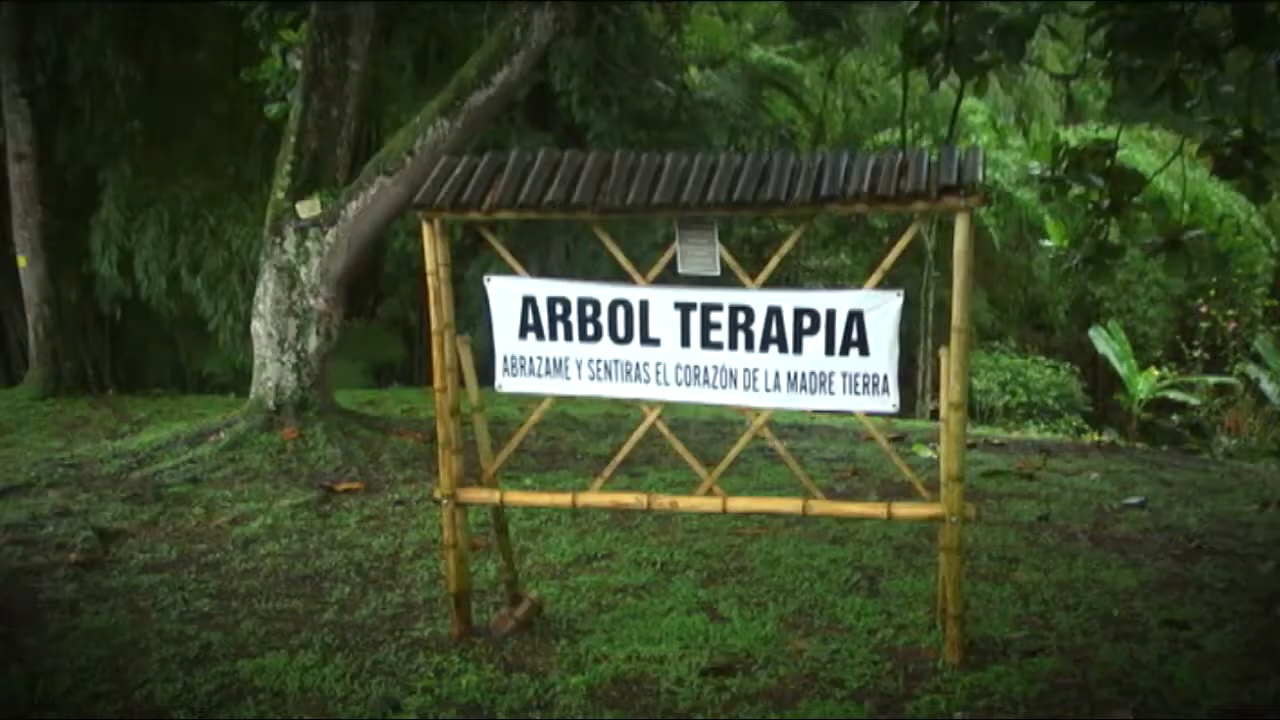 ARBOL TERAPIA
ABRAZAME Y SENTIRAS EL CORAZÓN DE LA MADRE TIERRA